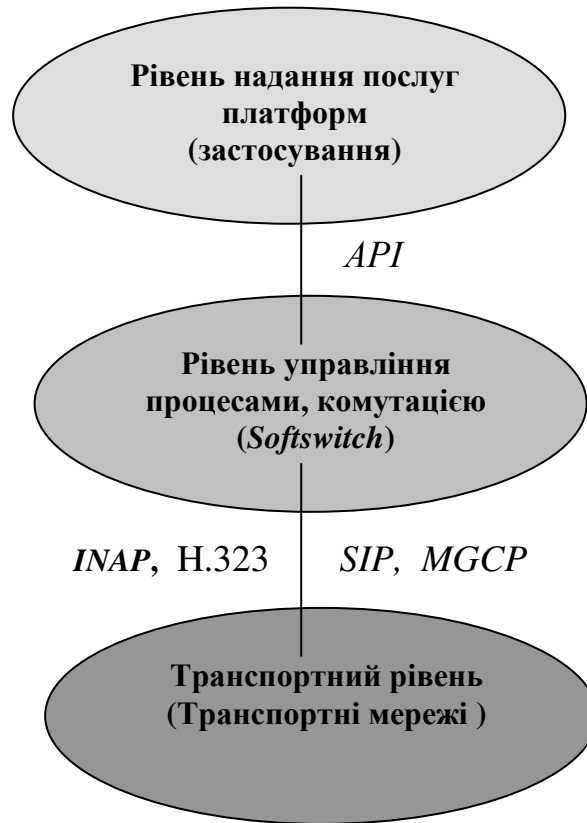 Рівень надання послуг
платформ
(застосування)
API
Рівень управління
процесами, комутацією
(Softswitch)
INAP, H.323 SIP, MGCP
Транспортний рівень
(Транспортні мережі )